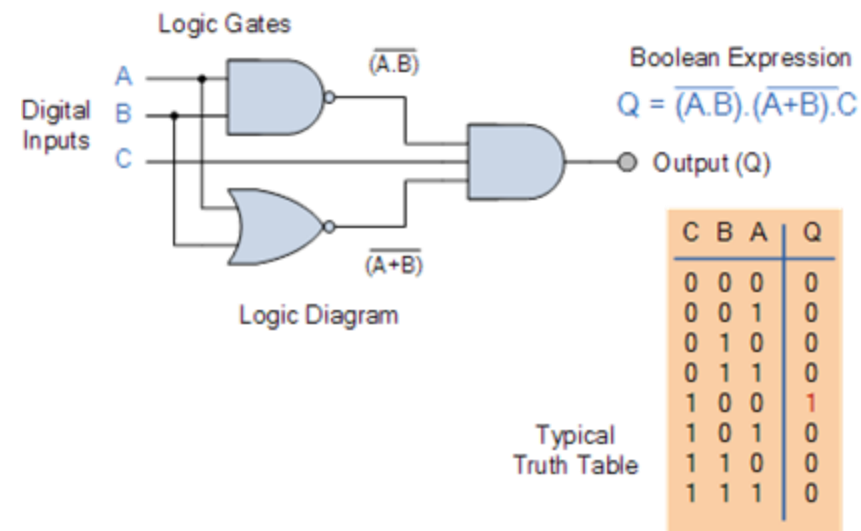 Logic Gates
Digital
Inputs
A
B
C
(A.B)
(A+B)
Logic Diagram
Boolean Expression
Q = (A.B).(A+B).C
Output (Q)
Typical
Truth Table
C B A Q
0 0 0 0
0 0 1 0
0 1 0 0
0 1 1 0
1 0 0 1
1 0 1 0
1 1 0 0
1 1 1 0